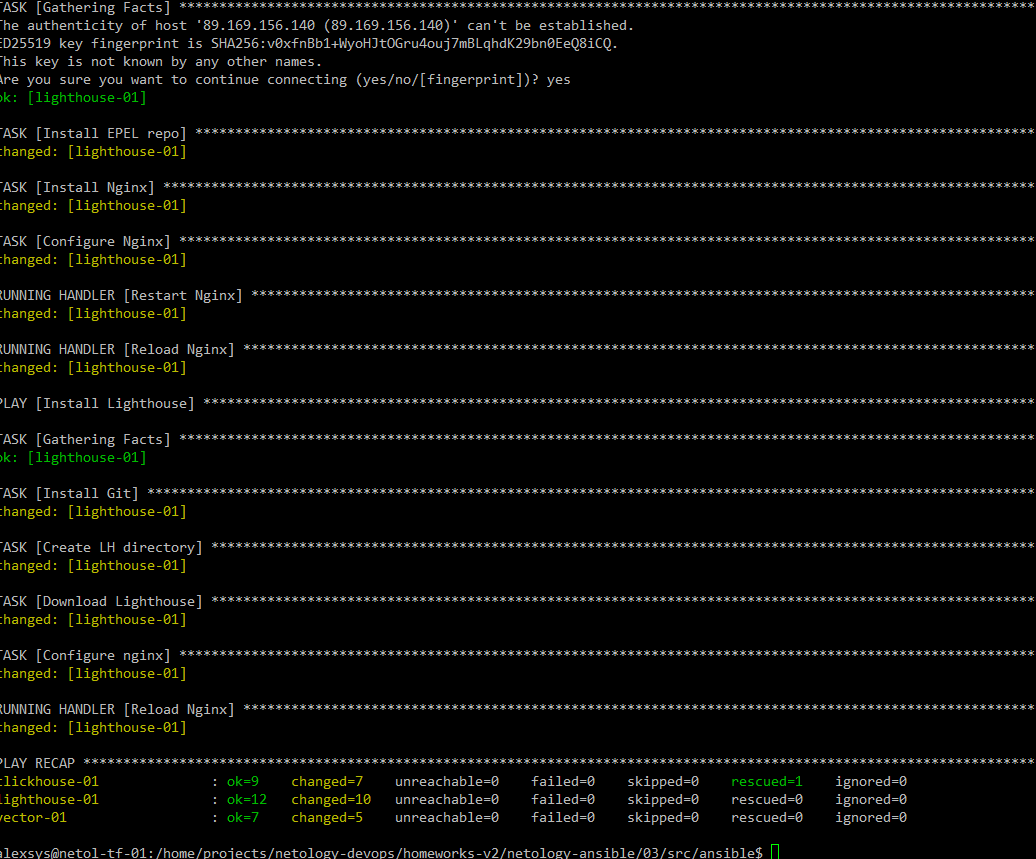 TASK [Gathering Facts] ***********************************************************************************************************
The authenticity of host '89.169.156.140 (89.169.156.140)' can't be established.
ED25519 key fingerprint is SHA256:v0xfnBb1+WyoHJtOGru4ouj7mBLqhdK29bn0EeQ8iCQ.
This key is not known by any other names.
Are you sure you want to continue connecting (yes/no/[fingerprint])? yes
ok: [lighthouse-01]
TASK [Install EPEL repo] *********************************************************************************************************
changed: [lighthouse-01]
TASK [Install Nginx] *************************************************************************************************************
changed: [lighthouse-01]
TASK [Configure Nginx] ***********************************************************************************************************
changed: [lighthouse-01]
RUNNING HANDLER [Restart Nginx] **************************************************************************************************
changed: [lighthouse-01]
RUNNING HANDLER [Reload Nginx] ***************************************************************************************************
changed: [lighthouse-01]
PLAY [Install Lighthouse] ********************************************************************************************************
TASK [Gathering Facts] ***********************************************************************************************************
ok: [lighthouse-01]
TASK [Install Git] ***************************************************************************************************************
changed: [lighthouse-01]
TASK [Create LH directory] *******************************************************************************************************
changed: [lighthouse-01]
TASK [Download Lighthouse] *******************************************************************************************************
changed: [lighthouse-01]
TASK [Configure nginx] ***********************************************************************************************************
changed: [lighthouse-01]
RUNNING HANDLER [Reload Nginx] ***************************************************************************************************
changed: [lighthouse-01]
PLAY RECAP ***********************************************************************************************************************
clickhouse-01 : ok=9 changed=7 unreachable=0 failed=0 skipped=0 rescued=1 ignored=0
lighthouse-01 : ok=12 changed=10 unreachable=0 failed=0 skipped=0 rescued=0 ignored=0
vector-01 : ok=7 changed=5 unreachable=0 failed=0 skipped=0 rescued=0 ignored=0
alexsys@netol-tf-01:/home/projects/netology-devops/homeworks-v2/netology-ansible/03/src/ansible$